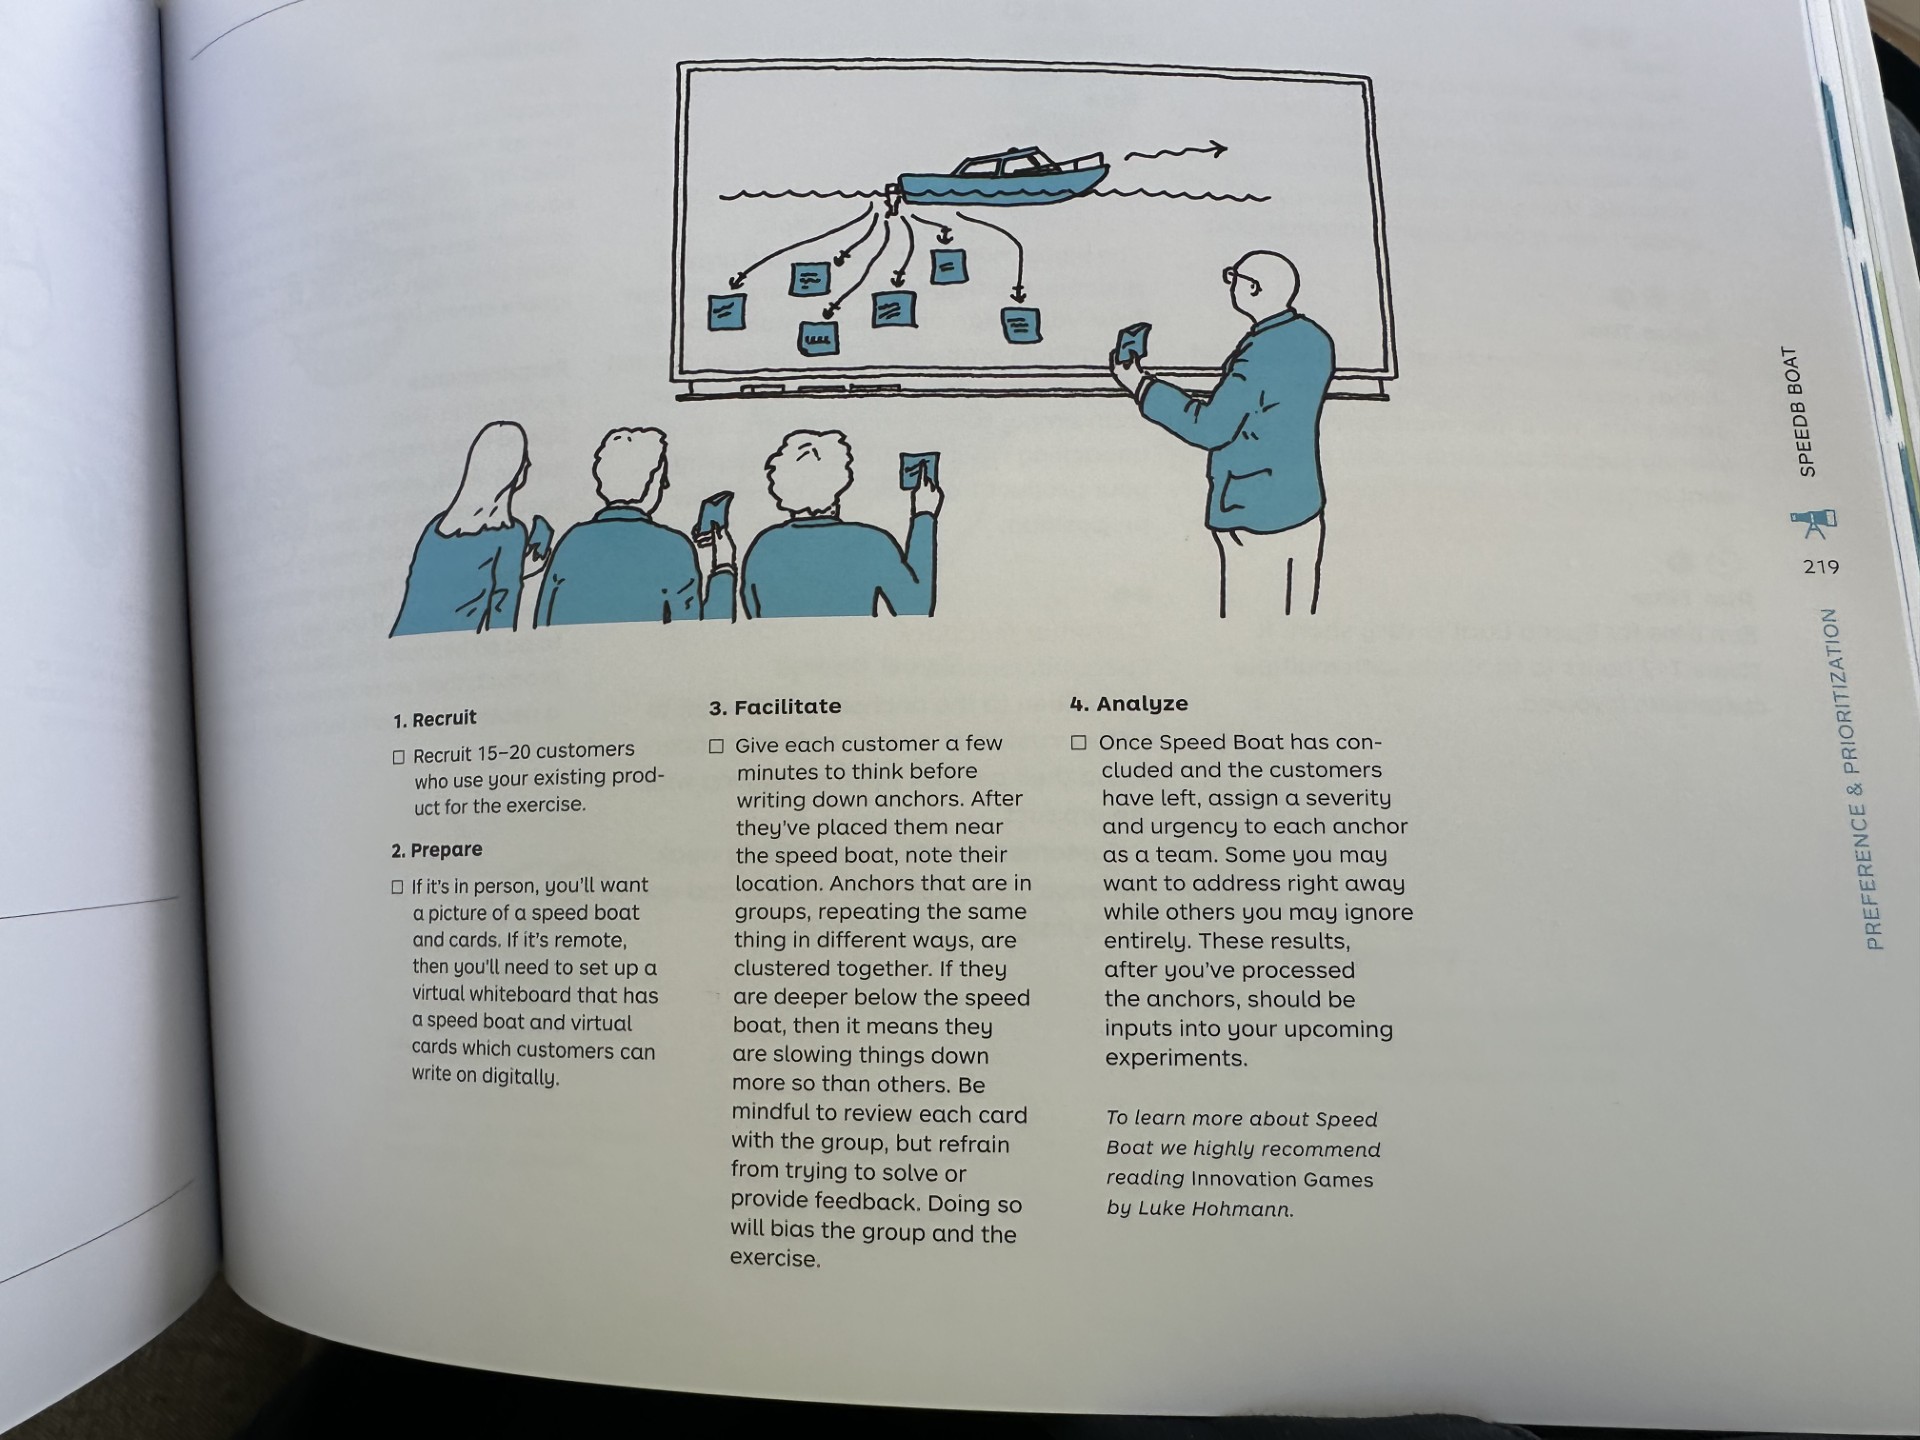 1. Recruit
☐ Recruit 15–20 customers
who use your existing prod-
uct for the exercise.
2. Prepare
☐ If it's in person, you'll want
a picture of a speed boat
and cards. If it's remote,
then you'll need to set up a
virtual whiteboard that has
a speed boat and virtual
cards which customers can
write on digitally.
3. Facilitate
☐ Give each customer a few
minutes to think before
writing down anchors. After
they've placed them near
the speed boat, note their
location. Anchors that are in
groups, repeating the same
thing in different ways, are
clustered together. If they
are deeper below the speed
boat, then it means they
are slowing things down
more so than others. Be
mindful to review each card
with the group, but refrain
from trying to solve or
provide feedback. Doing so
will bias the group and the
exercise.
4. Analyze
☐ Once Speed Boat has con-
cluded and the customers
have left, assign a severity
and urgency to each anchor
as a team. Some you may
want to address right away
while others you may ignore
entirely. These results,
after you've processed
the anchors, should be
inputs into your upcoming
experiments.
To learn more about Speed
Boat we highly recommend
reading Innovation Games
by Luke Hohmann.
SPEEDB BOAT
219
PREFERENCE & PRIORITIZATION